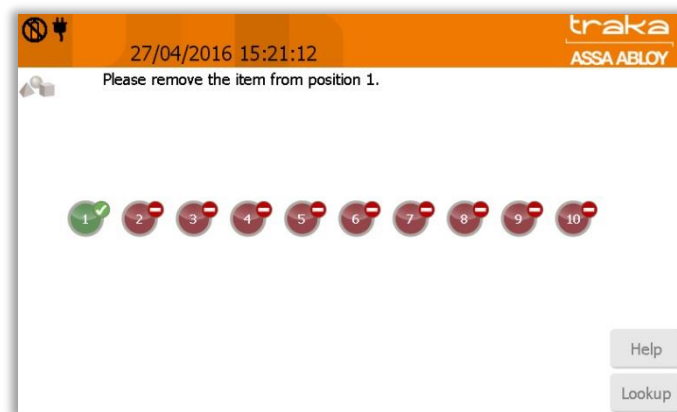 traka
27/04/2016 15:21:12
ASSA ABLOY
Please remove the item from position 1.
1 2 3 4 5 6 7 8 9 10
Help
Lookup